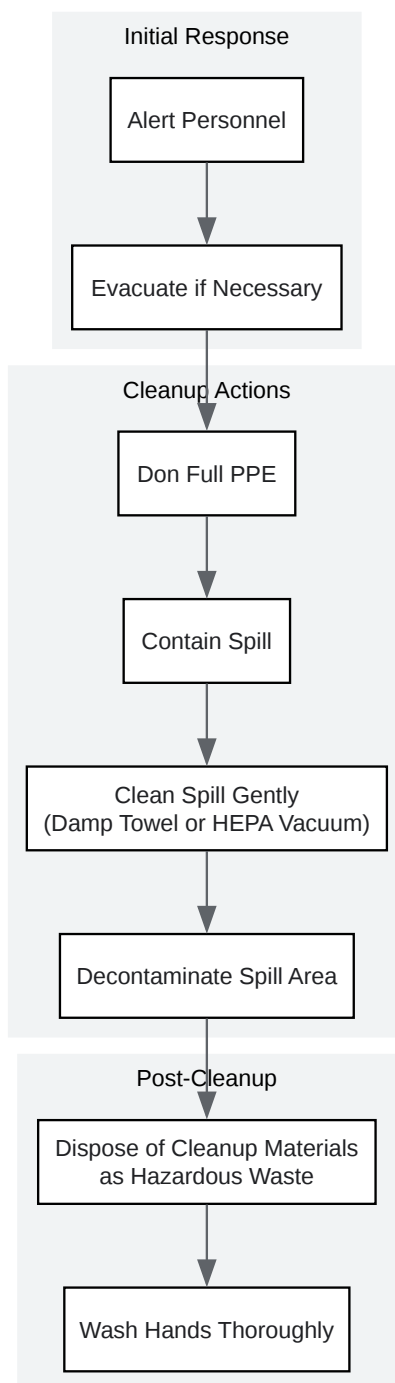 Initial Response
Alert Personnel
Evacuate if Necessary
Cleanup Actions
Don Full PPE
Contain Spill
Clean Spill Gently
(Damp Towel or HEPA Vacuum)
Decontaminate Spill Area
Post-Cleanup
Dispose of Cleanup Materials
as Hazardous Waste
Wash Hands Thoroughly